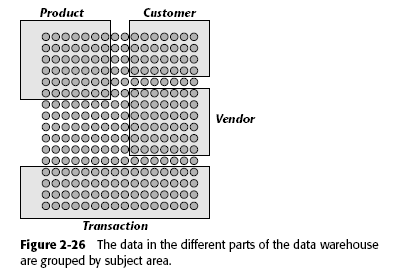 Product Customer
Vendor
Transaction
Figure 2-26 The data in the different parts of the data warehouse
are grouped by subject area.